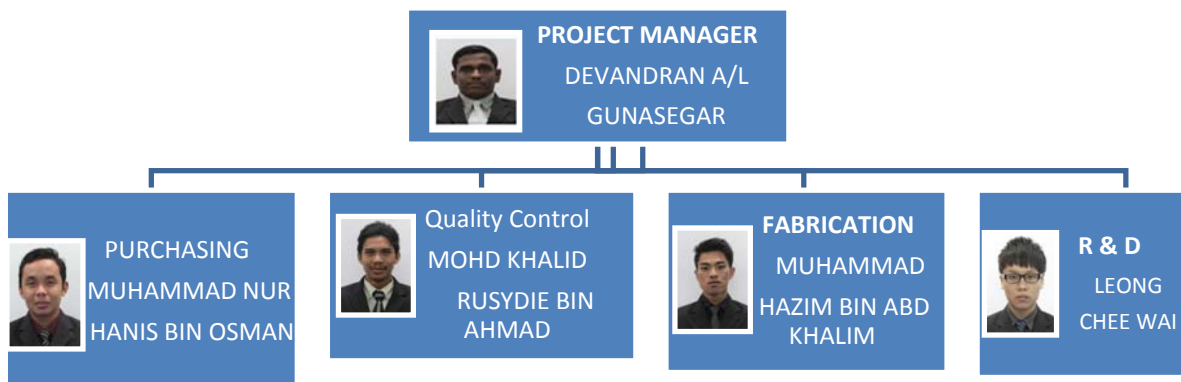 PROJECT MANAGER
DEVANDRAN A/L
GUNASEGAR
PURCHASING
MUHAMMAD NUR
HANIS BIN OSMAN
Quality Control
MOHD KHALID
RUSYDIE BIN
AHMAD
FABRICATION
MUHAMMAD
HAZIM BIN ABD
KHALIM
R & D
LEONG
CHEE WAI